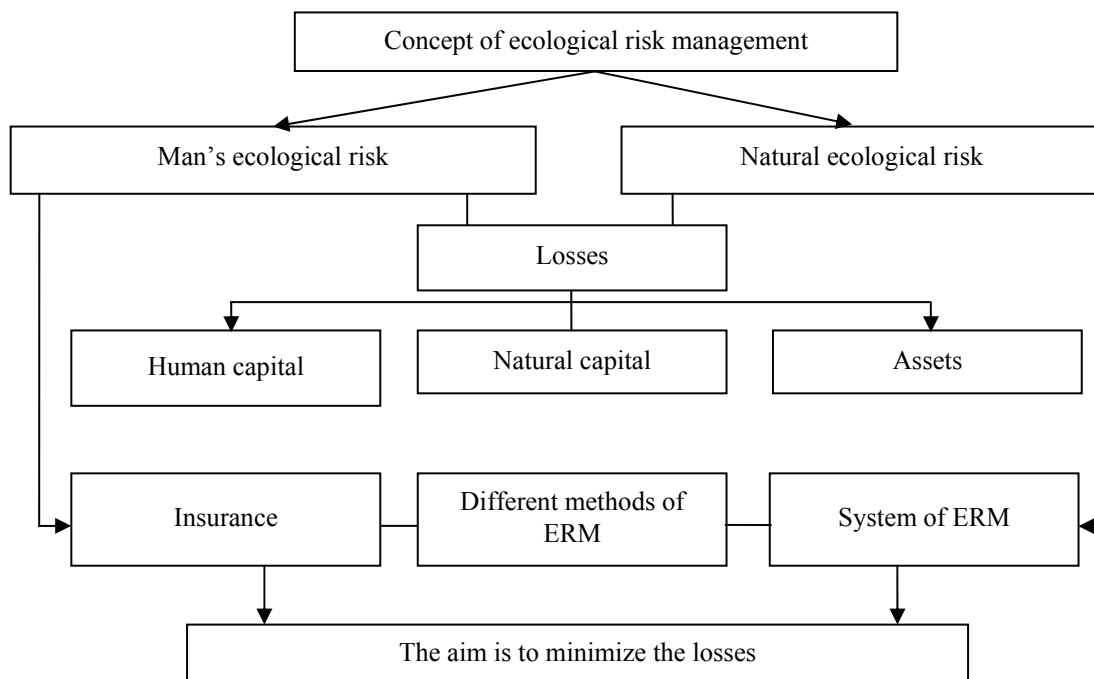 Concept of ecological risk management
Man’s ecological risk
Natural ecological risk
Losses
Human capital
Natural capital
Assets
Insurance
Different methods of
ERM
System of ERM
The aim is to minimize the losses